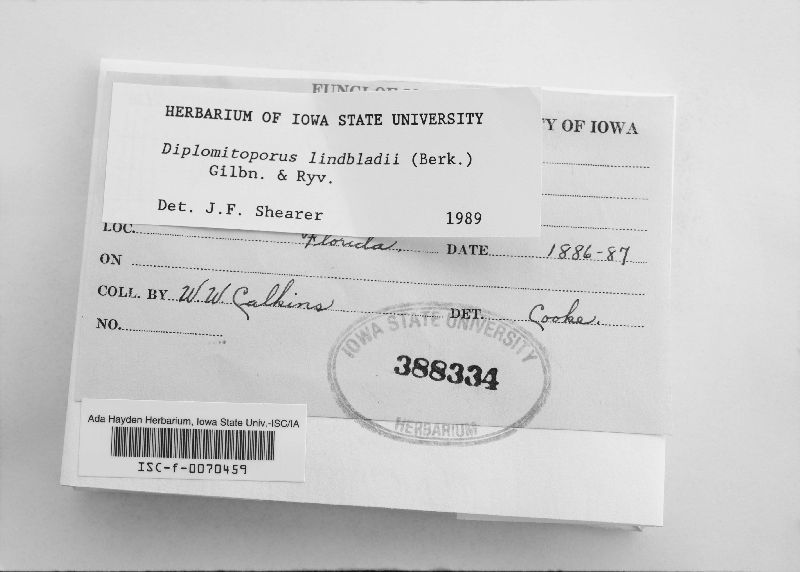 FUNGI OF
Y OF IOWA
HERBARIUM OF IOWA STATE UNIVERSITY
Diplomitoporus lindbladii (Berk.)
Gilbn. & Ryv.
Det. J.F. Shearer 1989
LOC. Florida, DATE 1886-87
ON
COLL. BY W. W. Calkins DET. Cooke.
NO.
IOWA STATE UNIVERSITY
388334
HERBARIUM
Ada Hayden Herbarium, Iowa State Univ.-ISC/IA
ISC-f-0070459